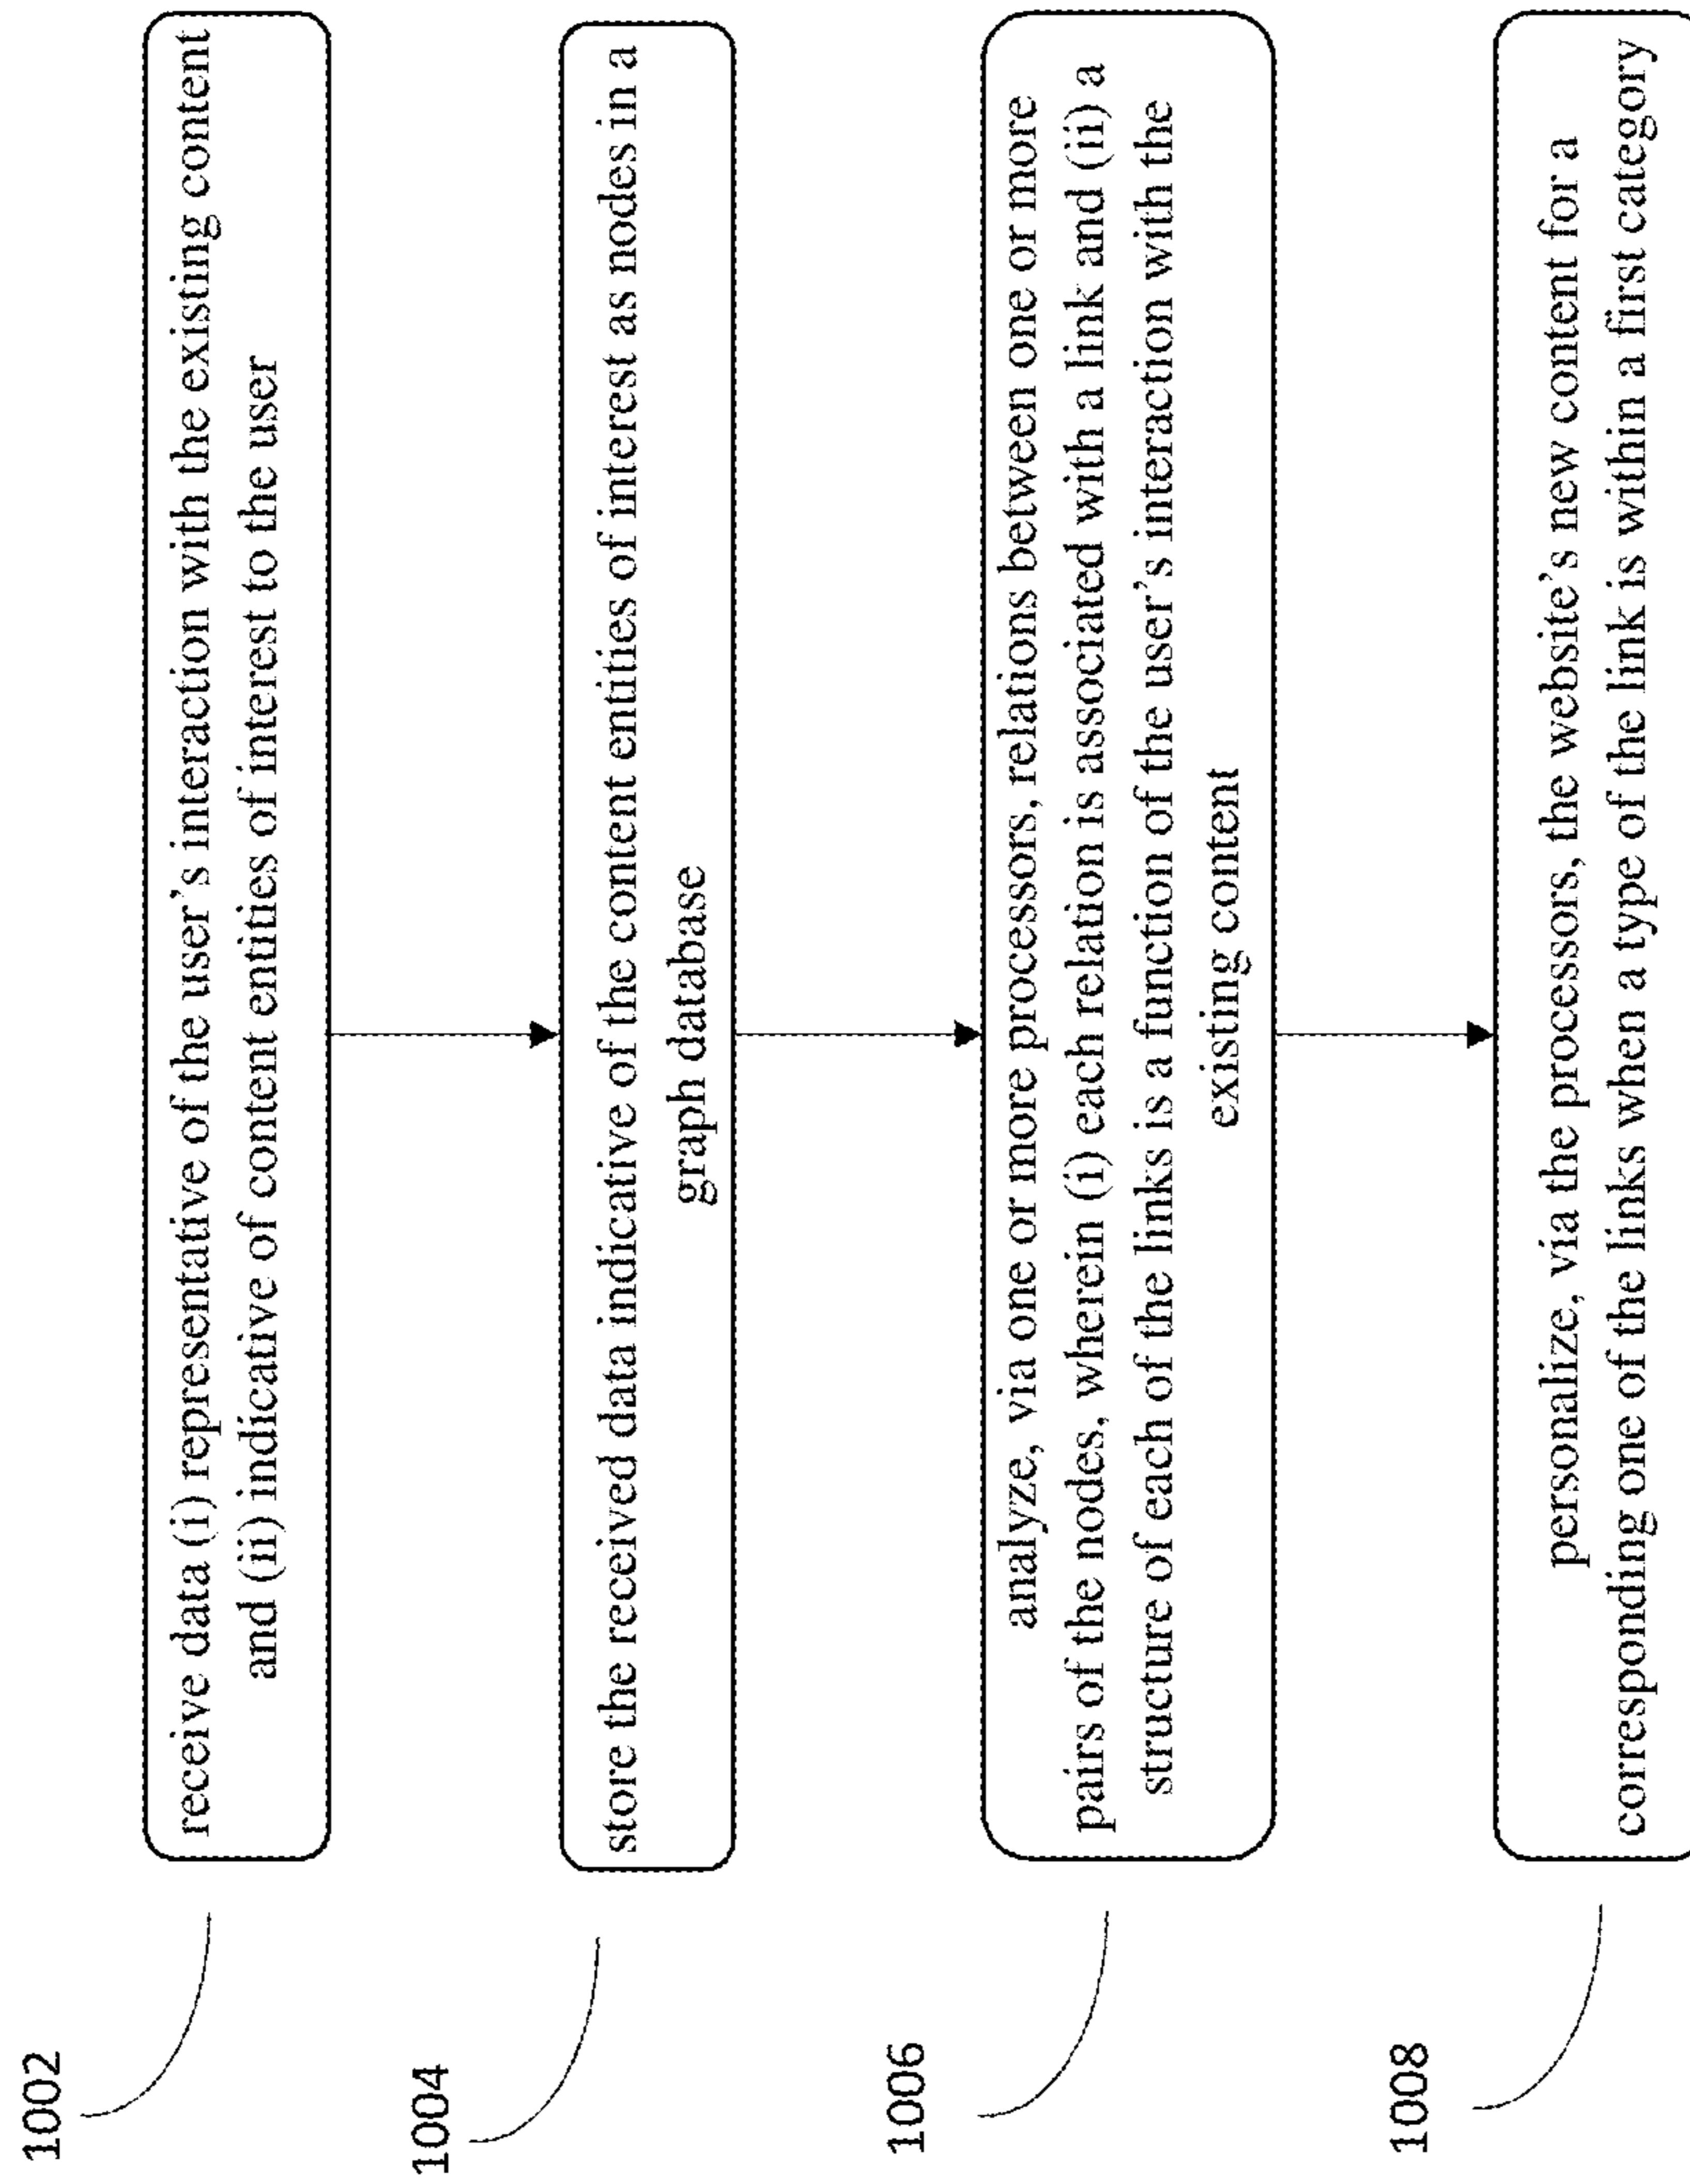 1002
receive data (i) representative of the user's interaction with the existing content
and (ii) indicative of content entities of interest to the user
1004
store the received data indicative of the content entities of interest as nodes in a
graph database
1006
analyze, via one or more processors, relations between one or more
pairs of the nodes, wherein (i) each relation is associated with a link and (ii) a
structure of each of the links is a function of the user's interaction with the
existing content
1008
personalize, via the processors, the website's new content for a
corresponding one of the links when a type of the link is within a first category